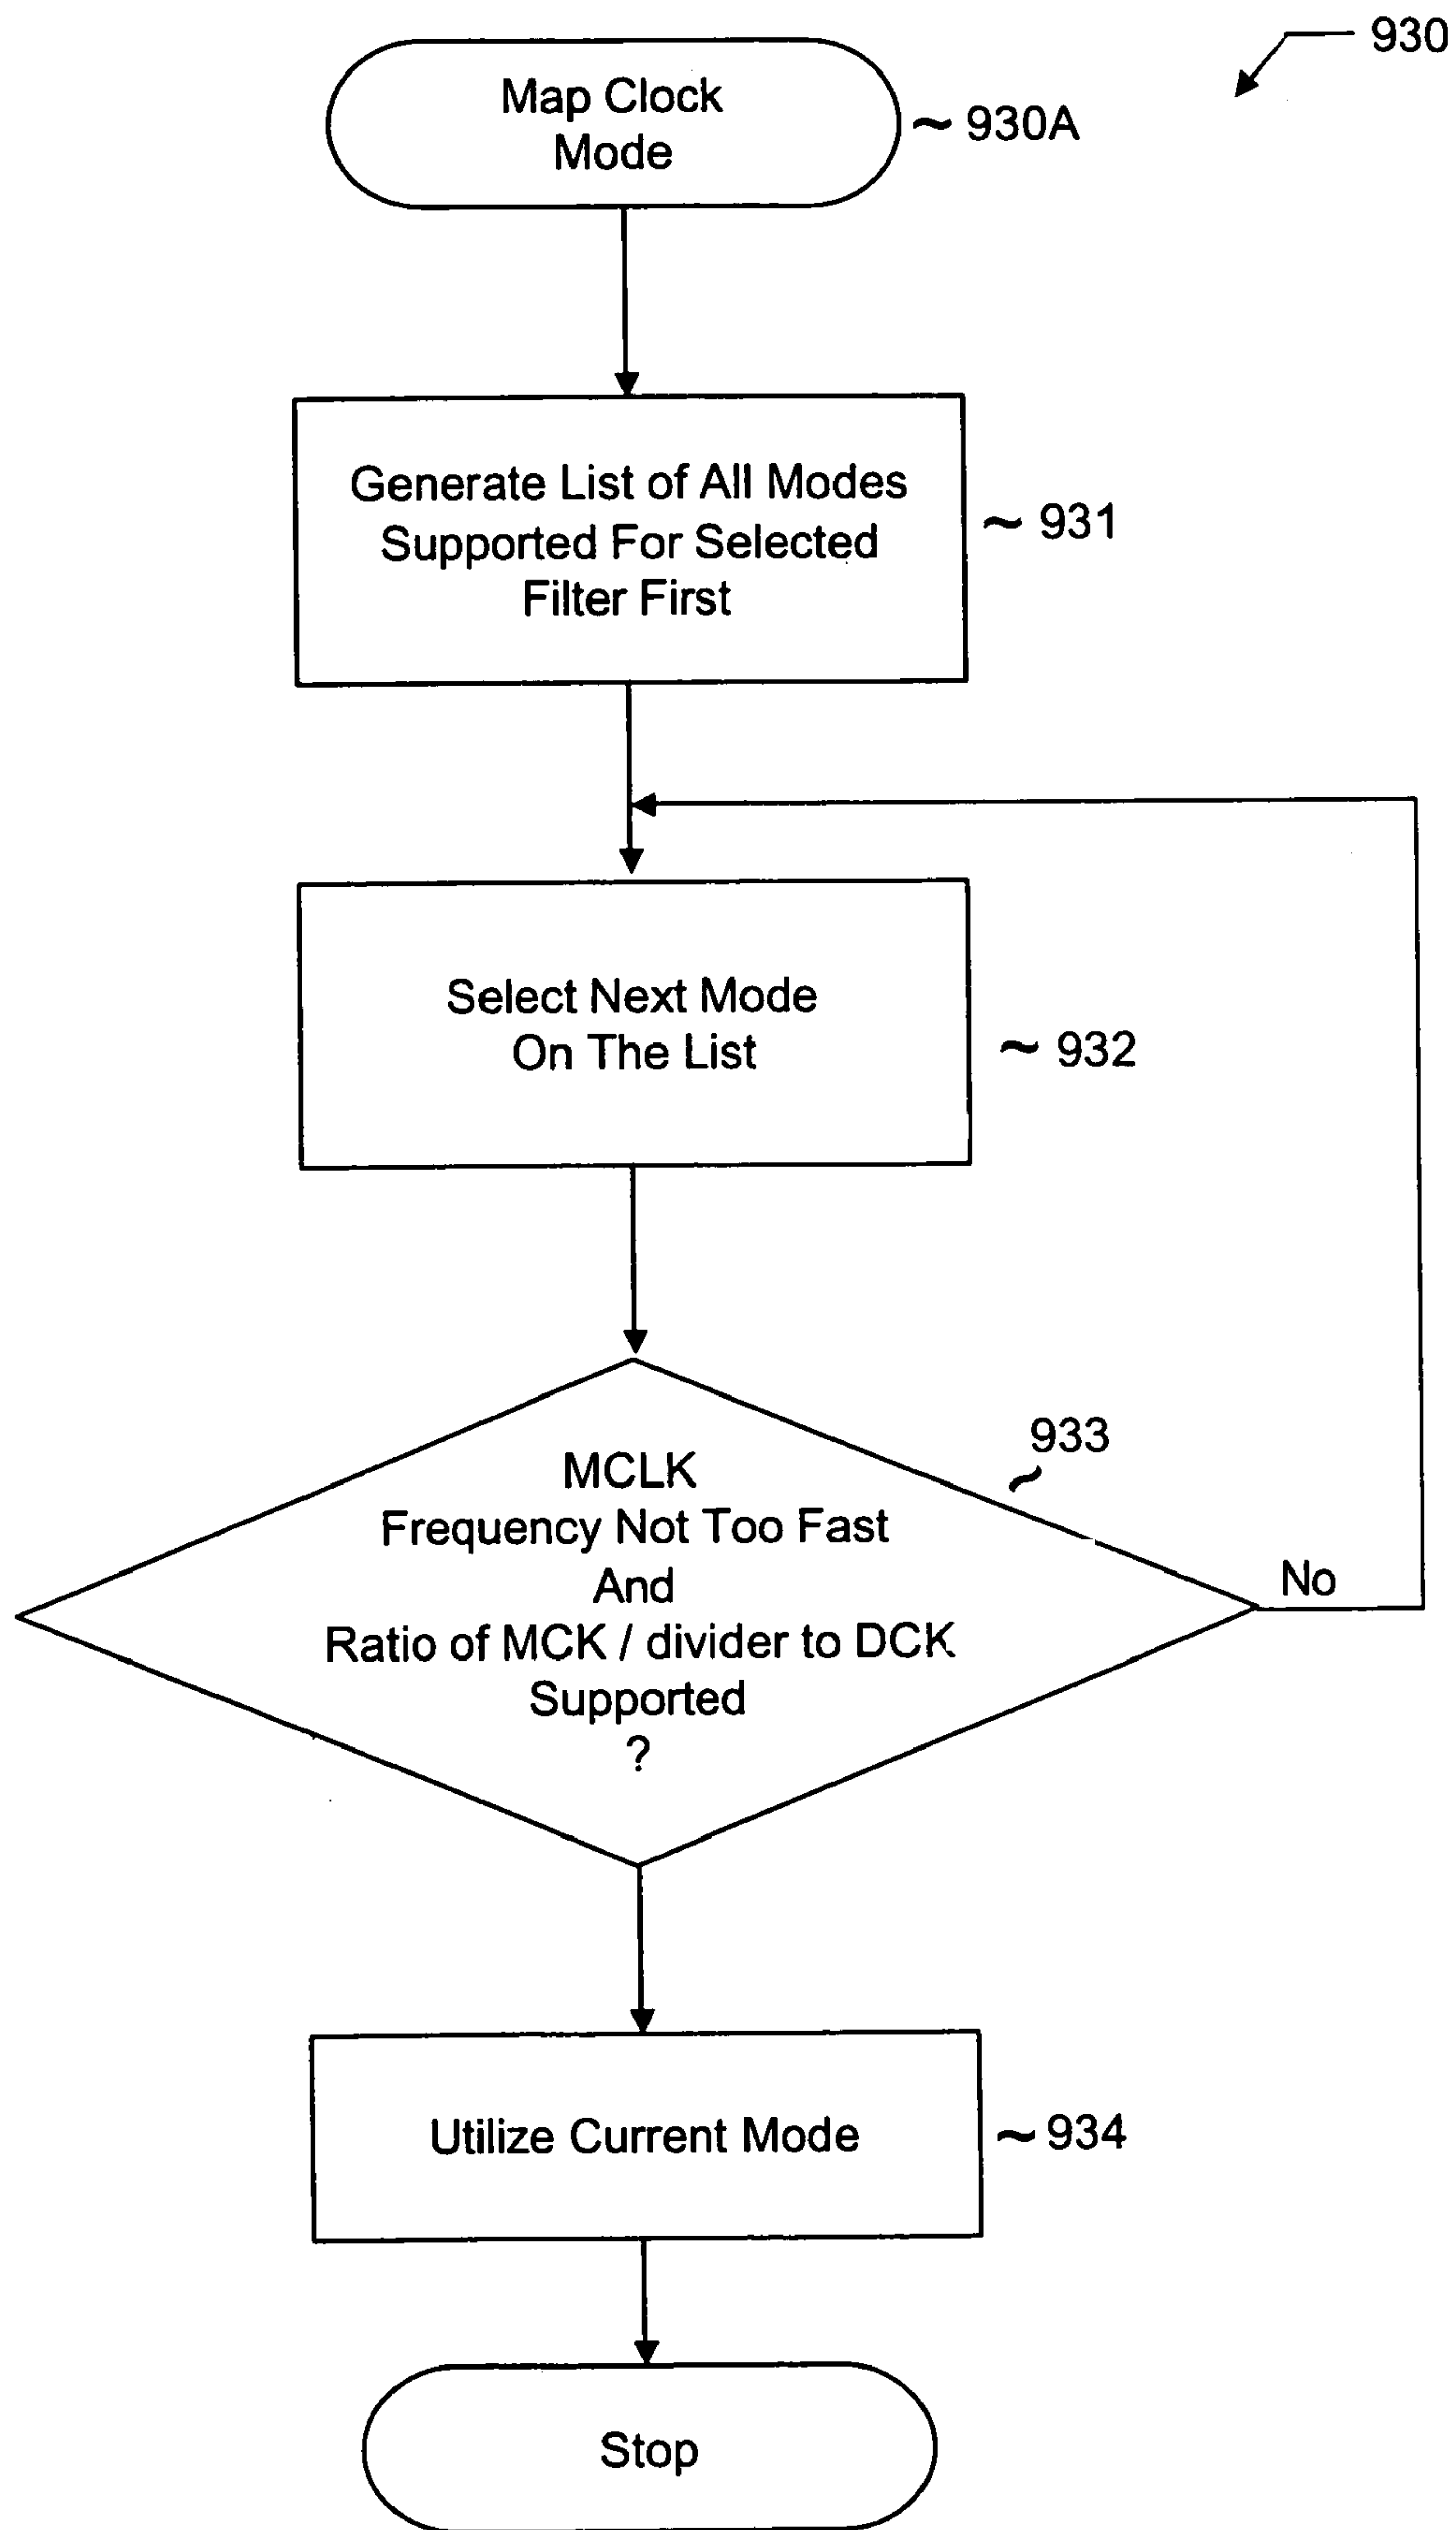 930
Map Clock
Mode
~ 930A
Generate List of All Modes
Supported For Selected
Filter First
~ 931
Select Next Mode
On The List
~ 932
933
~
MCLK
Frequency Not Too Fast
And
Ratio of MCK / divider to DCK
Supported
?
No
Utilize Current Mode
~ 934
Stop